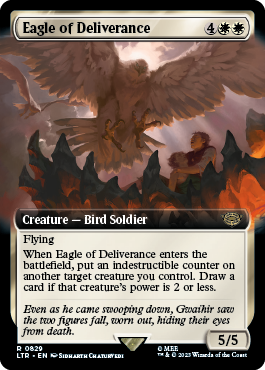 Eagle of Deliverance 4
Creature — Bird Soldier
Flying
When Eagle of Deliverance enters the
battlefield, put an indestructible counter on
another target creature you control. Draw a
card if that creature's power is 2 or less.
Even as he came swooping down, Gwaihir saw
the two figures fall, worn out, hiding their eyes
from death.
5/5
R 0829
LTR • EN Sidharth Chaturvedi
© MEE
™ & © 2023 Wizards of the Coast